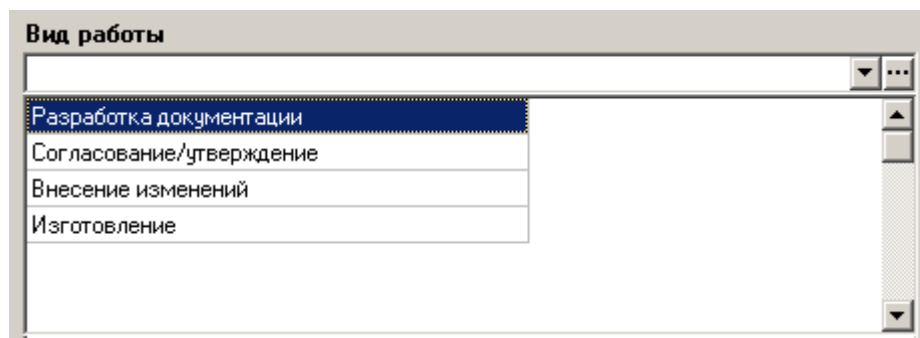 Вид работы
Разработка документации
Согласование/утверждение
Внесение изменений
Изготовление